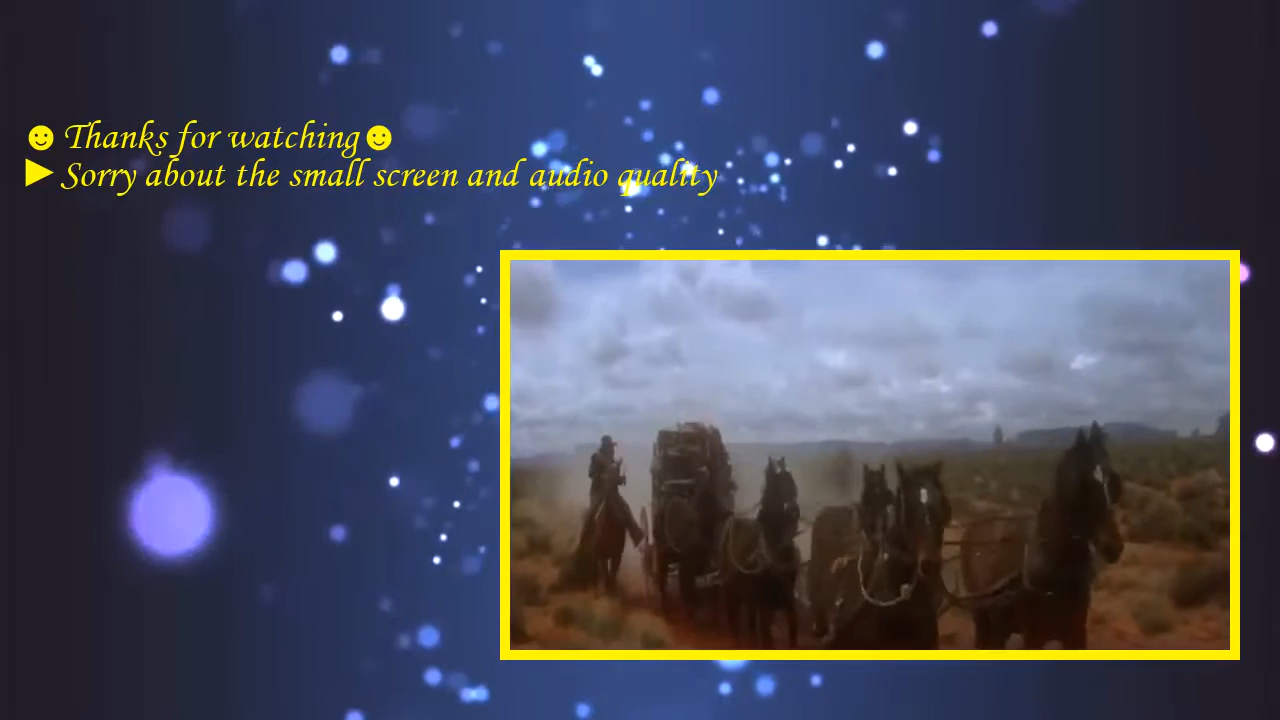 ☻Thanks for watching☻
►Sorry about the small screen and audio quality